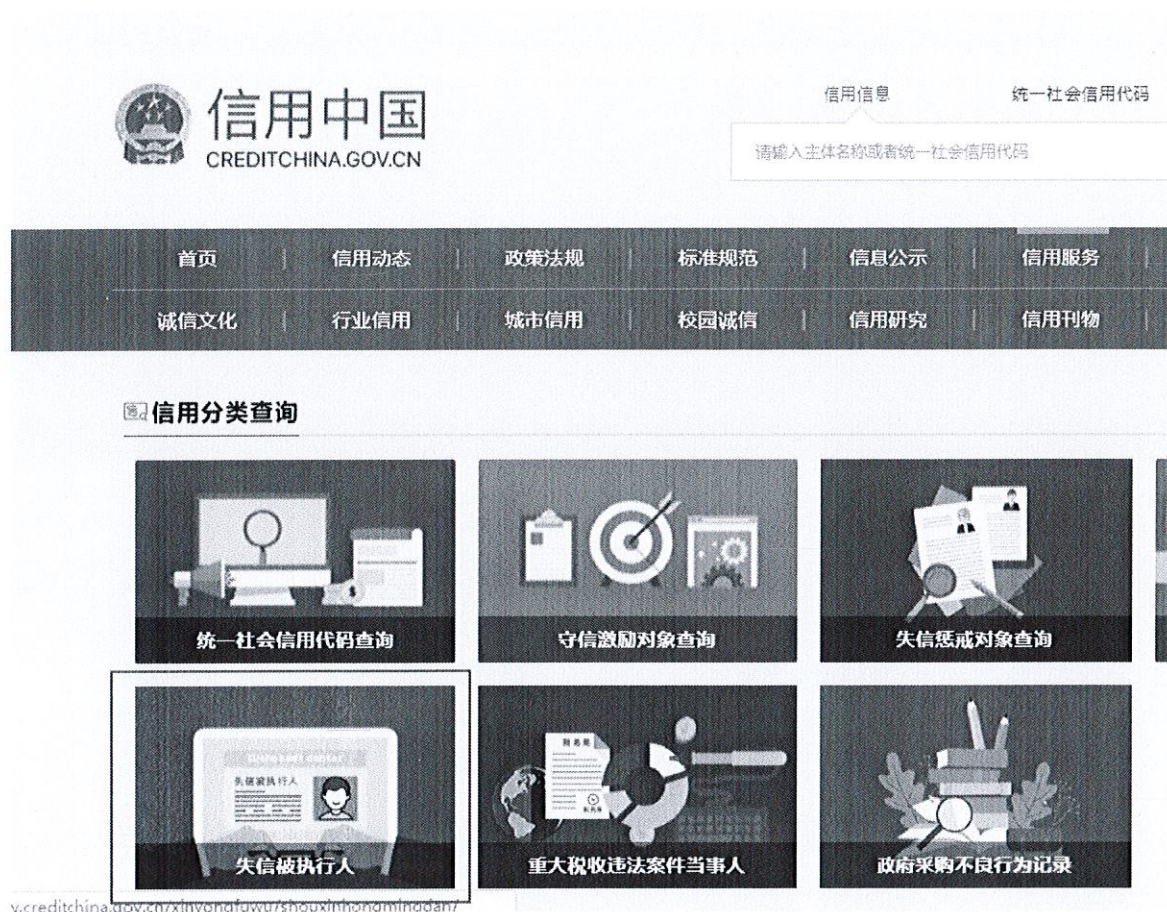 信用中国
CREDITCHINA.GOV.CN
信用信息 统一社会信用代码
请输入主体名称或者统一社会信用代码
首页 信用动态 政策法规 标准规范 信息公示 信用服务
诚信文化 行业信用 城市信用 校园诚信 信用研究 信用刊物
信用分类查询
统一社会信用代码查询 守信激励对象查询 失信惩戒对象查询
失信被执行人
失信被执行人 重大税收违法案件当事人 政府采购不良行为记录
v.creditchina.gov.cn/xinyongfuwu/shouxinhongmingdan/